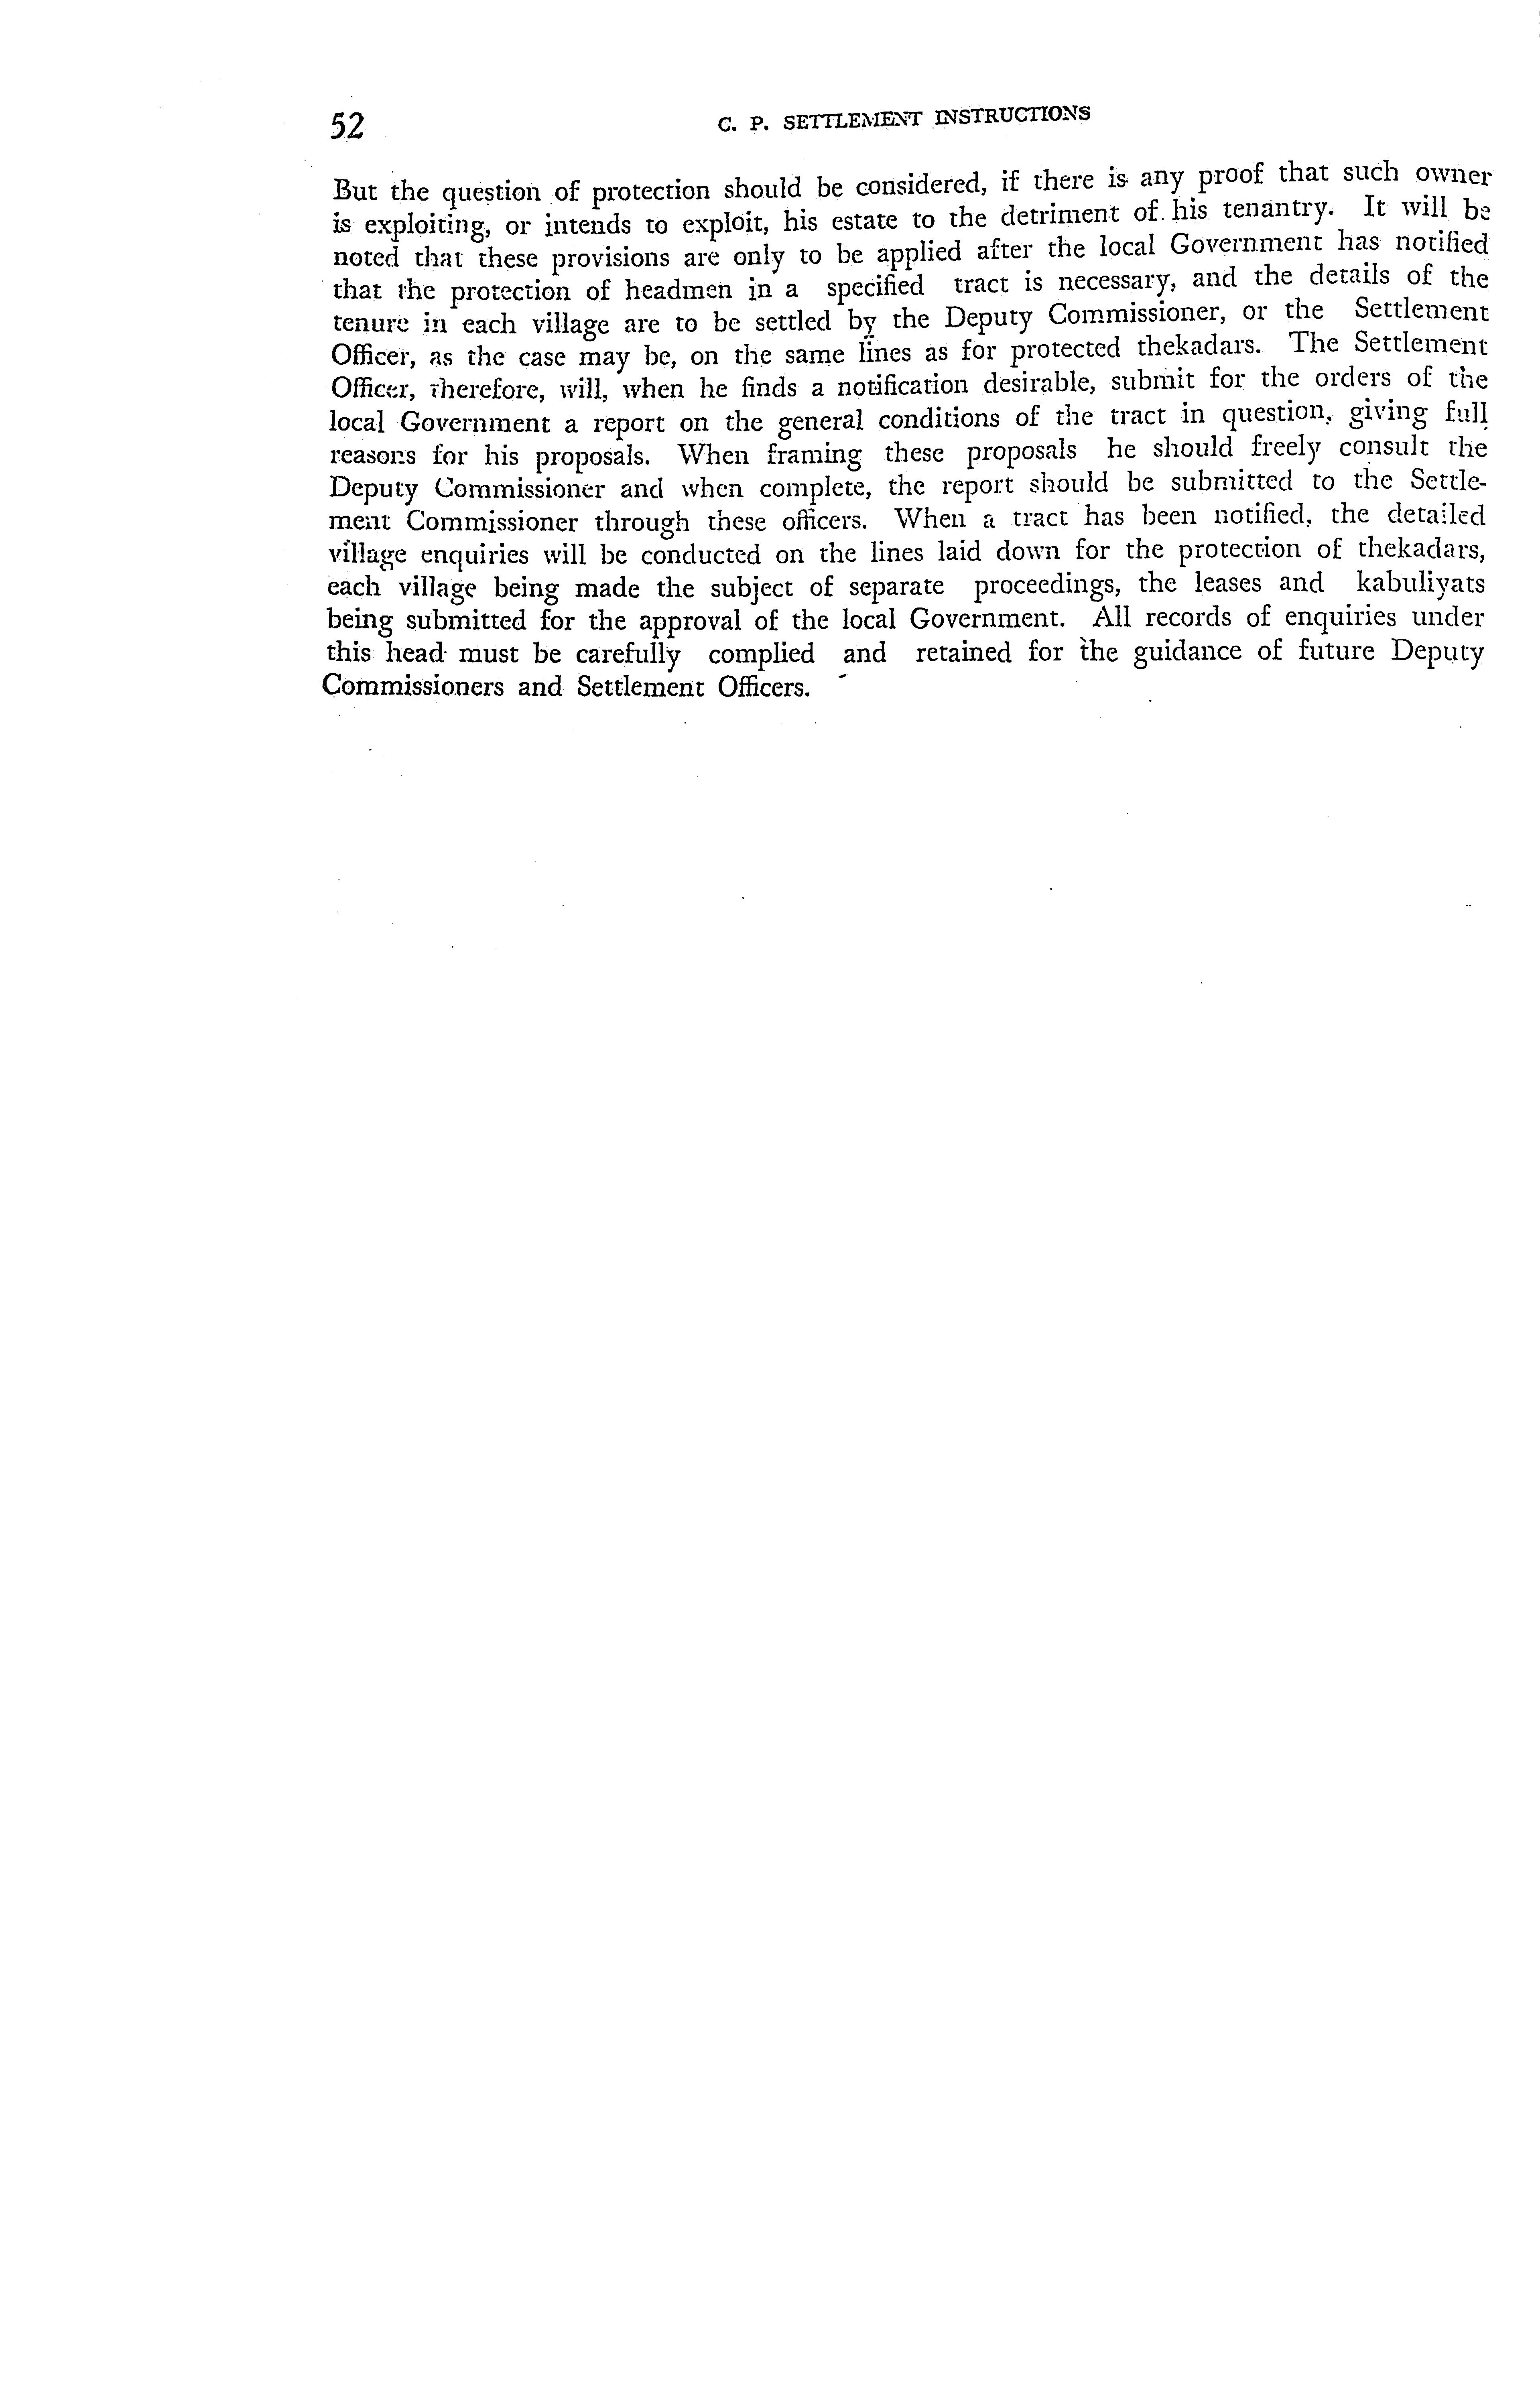 52
C. P. SETTLEMENT INSTRUCTIONS
But the question of protection should be considered, if there is any proof that such owner
is exploiting, or intends to exploit, his estate to the detriment of his tenantry. It will be
noted that these provisions are only to be applied after the local Government has notified
that the protection of headmen in a specified tract is necessary, and the details of the
tenure in each village are to be settled by the Deputy Commissioner, or the Settlement
Officer, as the case may be, on the same lines as for protected thekadars. The Settlement
Officer, therefore, will, when he finds a notification desirable, submit for the orders of the
local Government a report on the general conditions of the tract in question, giving full
reasons for his proposals. When framing these proposals he should freely consult the
Deputy Commissioner and when complete, the report should be submitted to the Settle-
ment Commissioner through these officers. When a tract has been notified, the detailed
village enquiries will be conducted on the lines laid down for the protection of thekadars,
each village being made the subject of separate proceedings, the leases and kabuliyats
being submitted for the approval of the local Government. All records of enquiries under
this head must be carefully complied and retained for the guidance of future Deputy
Commissioners and Settlement Officers.